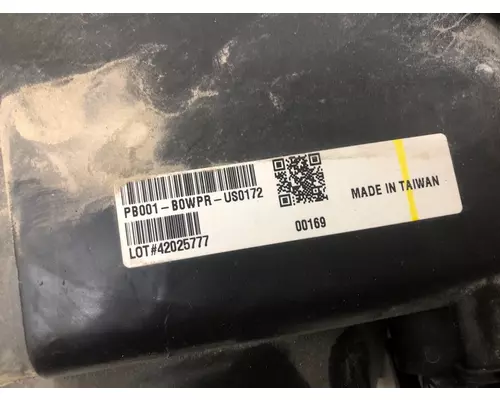 PB001-B0WPR-US0172
LOT#42025777
00169
MADE IN TAIWAN